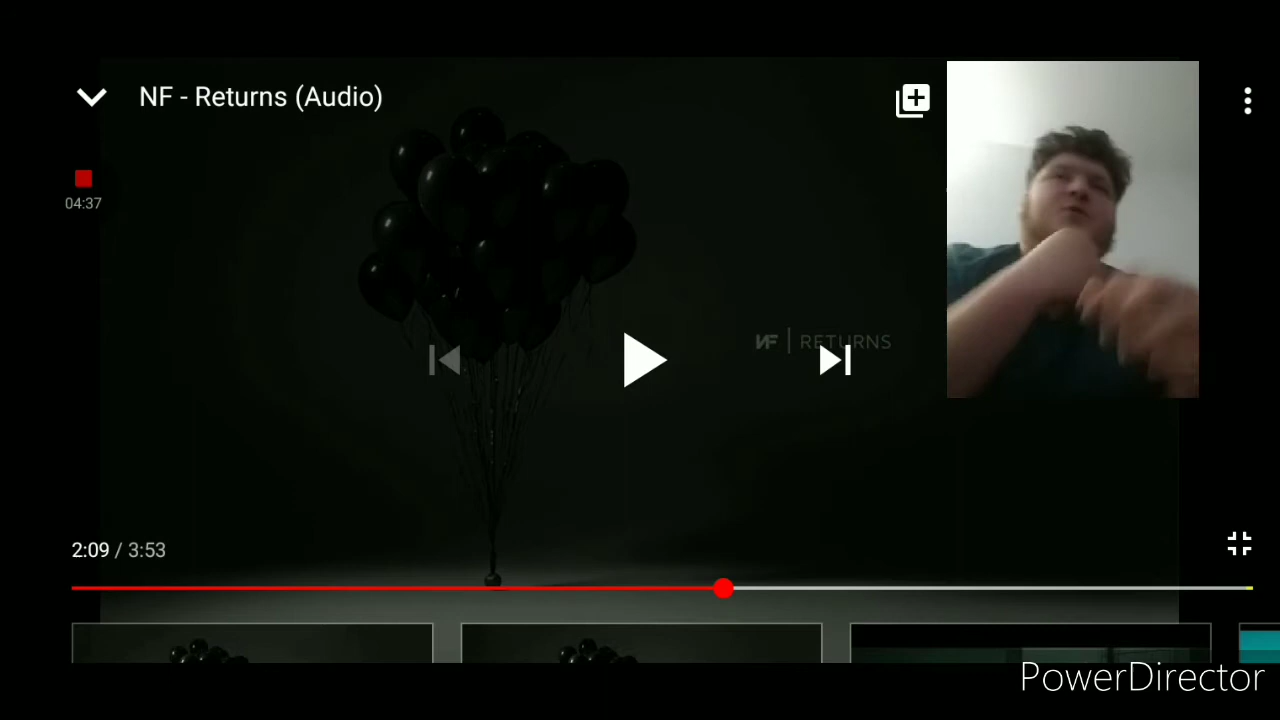 NF - Returns (Audio)
04:37
NF | RETURNS
2:09 / 3:53
PowerDirector